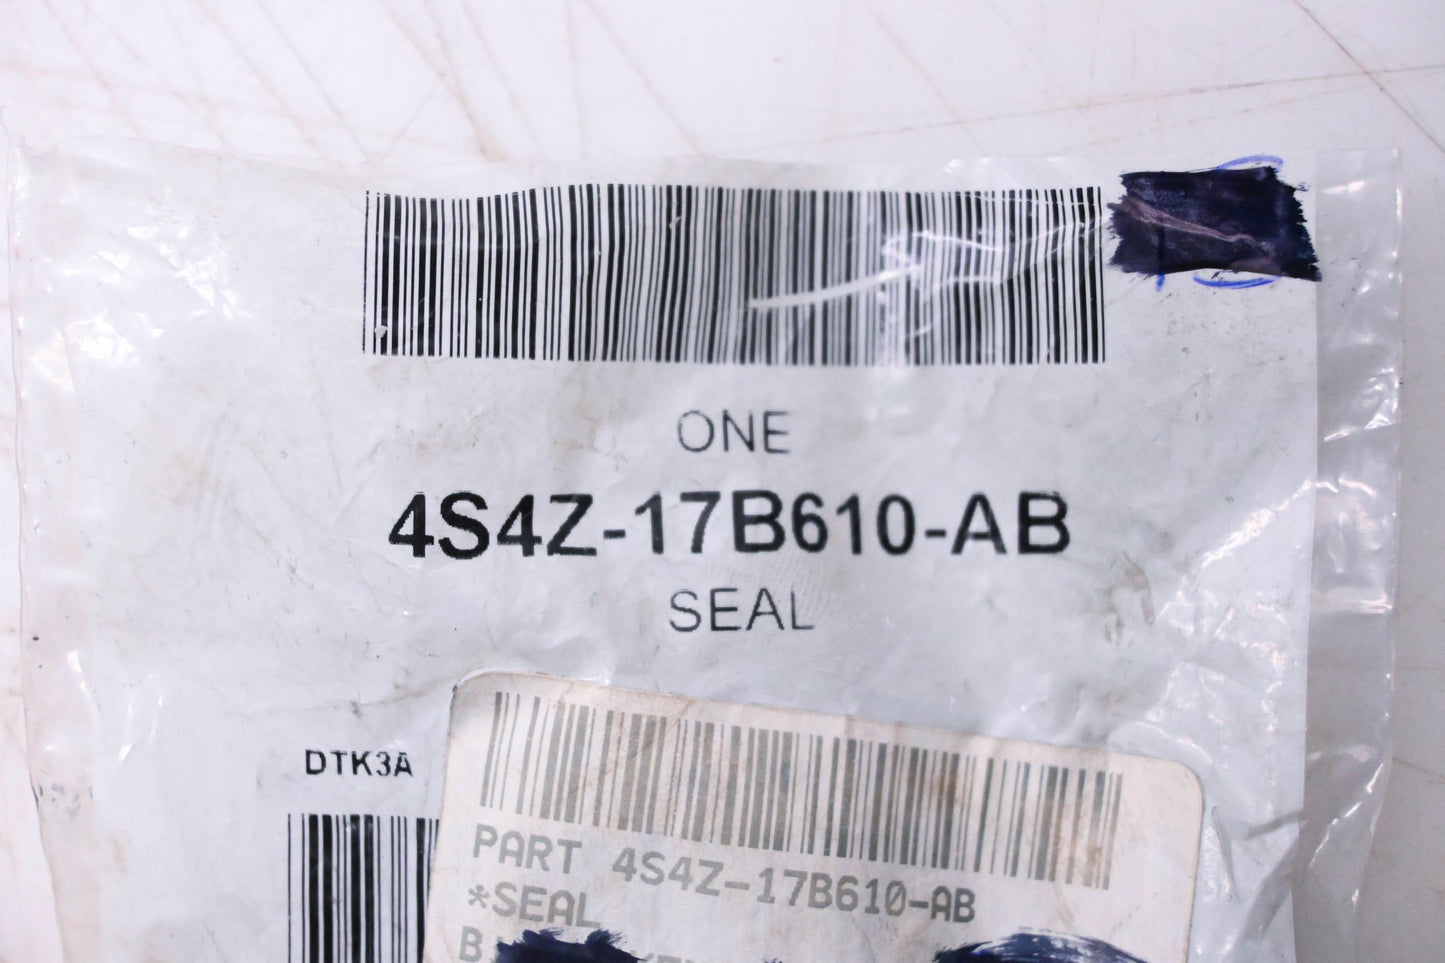 ONE
4S4Z-17B610-AB
SEAL
DTK3A
PART 4S4Z-17B610-AB
*SEAL